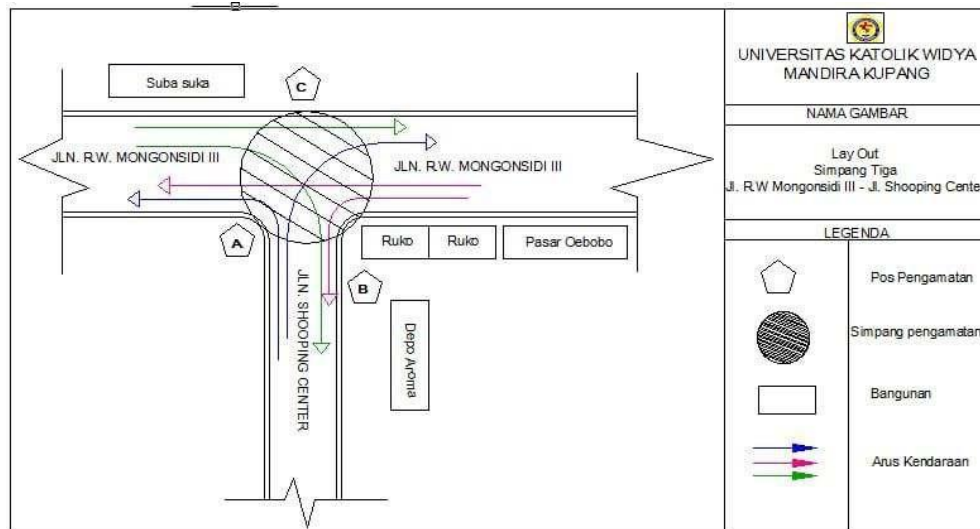 Suba suka
C
JLN. R.W. MONGONSIDI III
JLN. R.W. MONGONSIDI III
A
B
Ruko
Ruko
Pasar Oebobo
JLN. SHOOPING CENTER
Depo Aroma
UNIVERSITAS KATOLIK WIDYA
MANDIRA KUPANG
NAMA GAMBAR
Lay Out
Simpang Tiga
Jl. R.W Mongonsidi III - Jl. Shooping Cente
LEGENDA
Pos Pengamatan
Simpang pengamatan
Bangunan
Arus Kendaraan